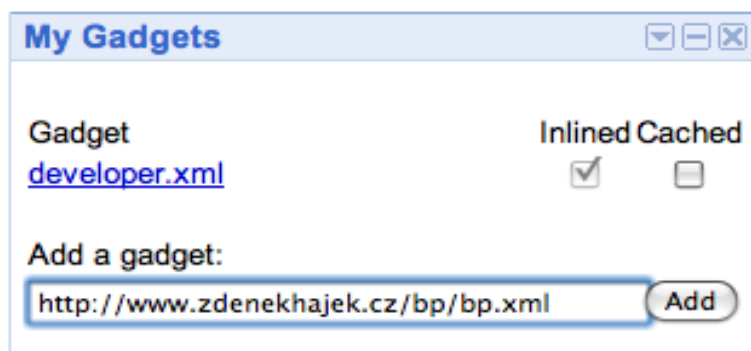 My Gadgets
Gadget Inlined Cached
developer.xml
Add a gadget:
http://www.zdenekhajek.cz/bp/bp.xml Add